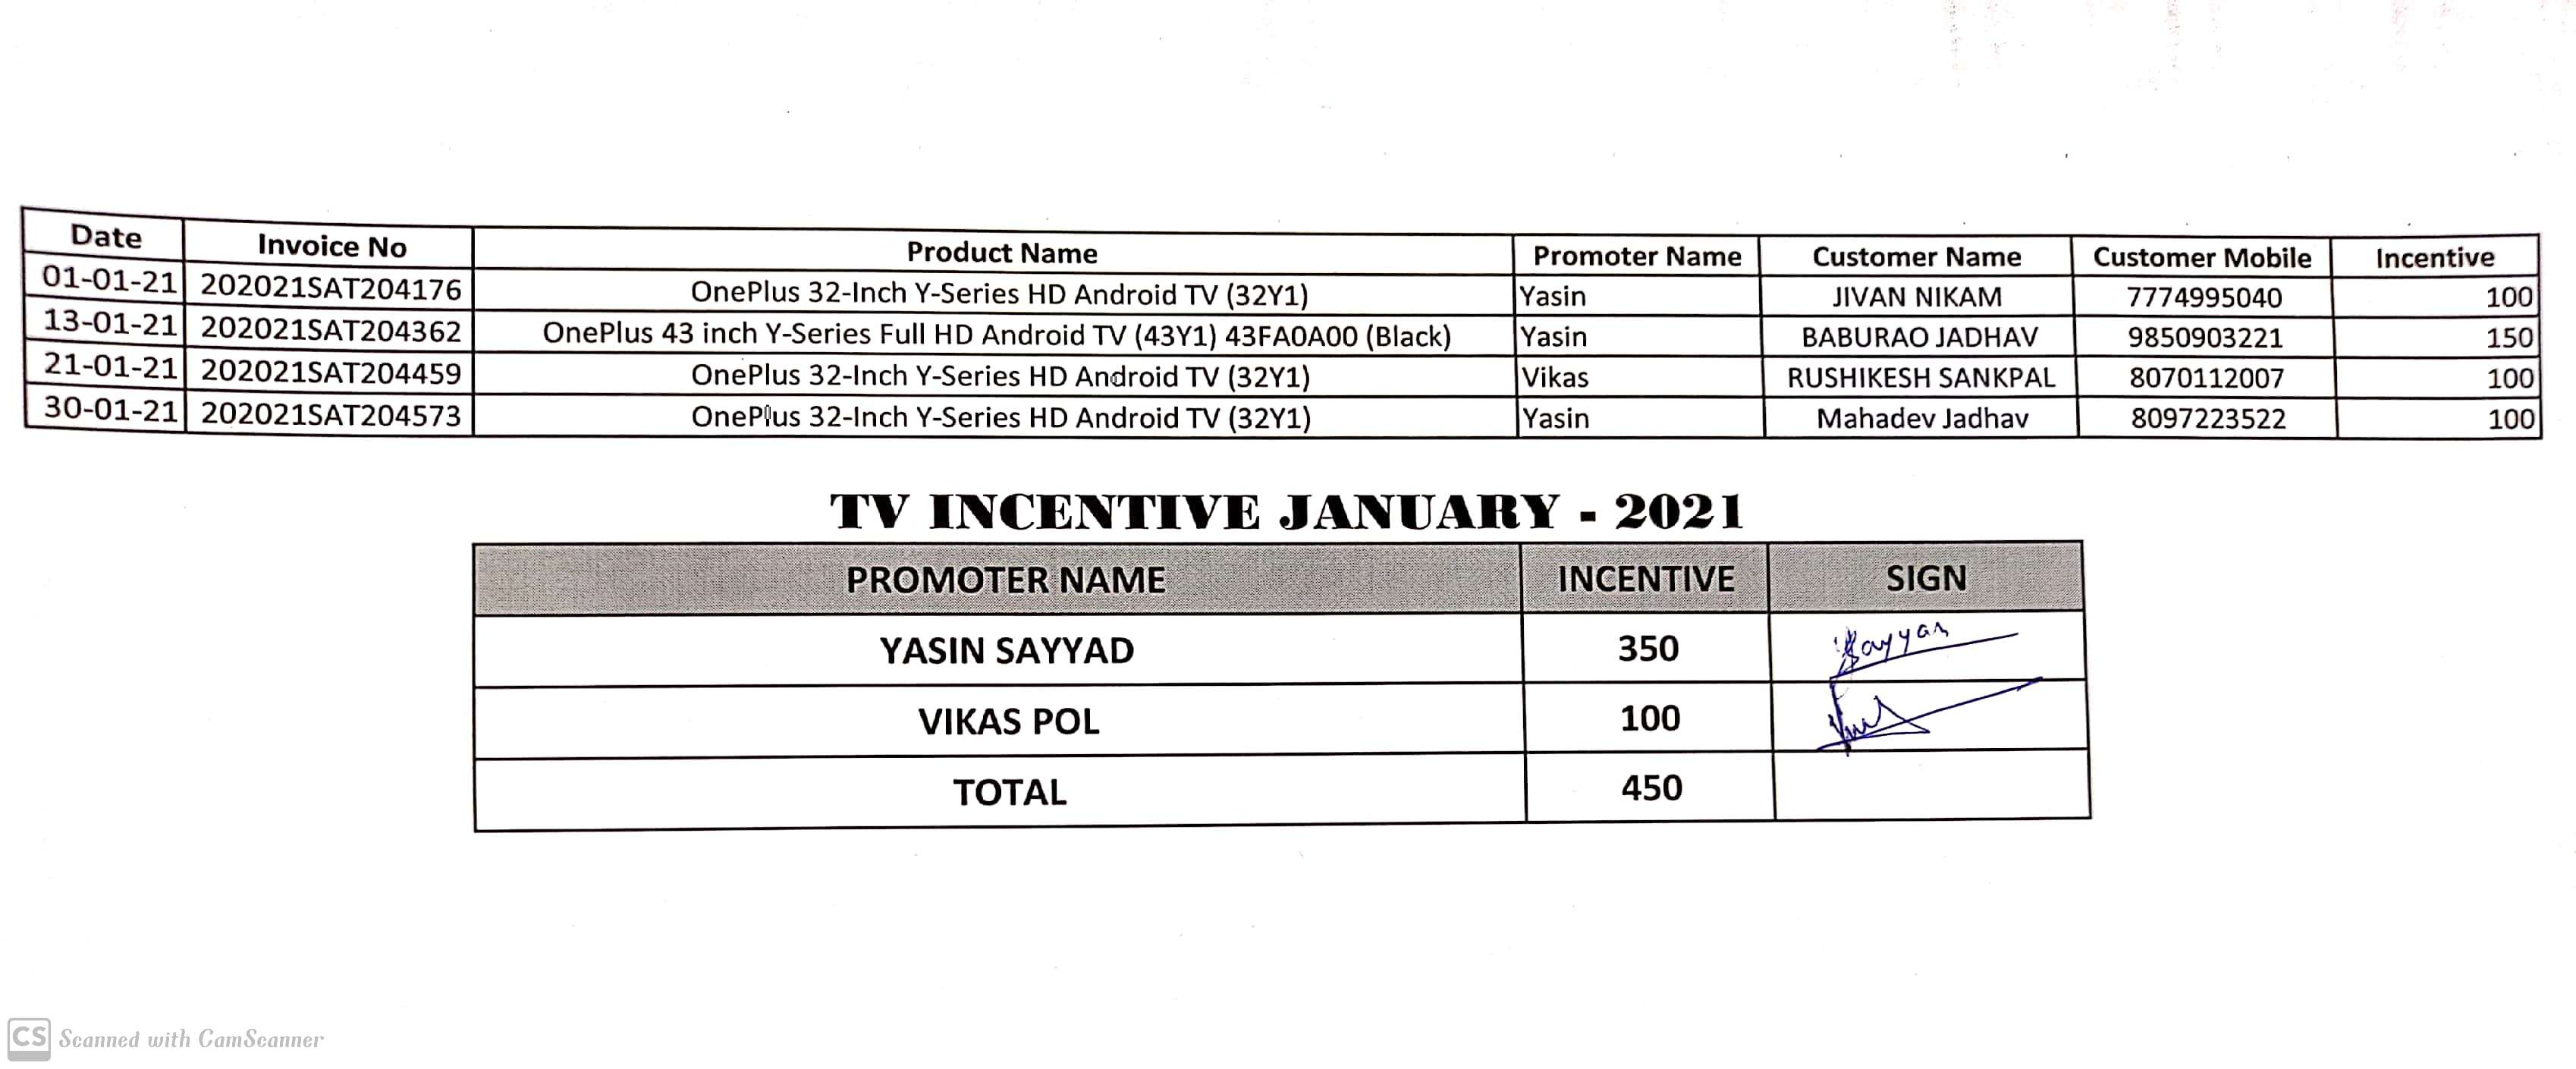 Date Invoice No Product Name Promoter Name Customer Name Customer Mobile Incentive
01-01-21 202021SAT204176 OnePlus 32-Inch Y-Series HD Android TV (32Y1) Yasin JIVAN NIKAM 7774995040 100
13-01-21 202021SAT204362 OnePlus 43 inch Y-Series Full HD Android TV (43Y1) 43FA0A00 (Black) Yasin BABURAO JADHAV 9850903221 150
21-01-21 202021SAT204459 OnePlus 32-Inch Y-Series HD Android TV (32Y1) Vikas RUSHIKESH SANKPAL 8070112007 100
30-01-21 202021SAT204573 OnePlus 32-Inch Y-Series HD Android TV (32Y1) Yasin Mahadev Jadhav 8097223522 100
TV INCENTIVE JANUARY - 2021
PROMOTER NAME INCENTIVE SIGN
YASIN SAYYAD 350
VIKAS POL 100
TOTAL 450
CS Scanned with CamScanner